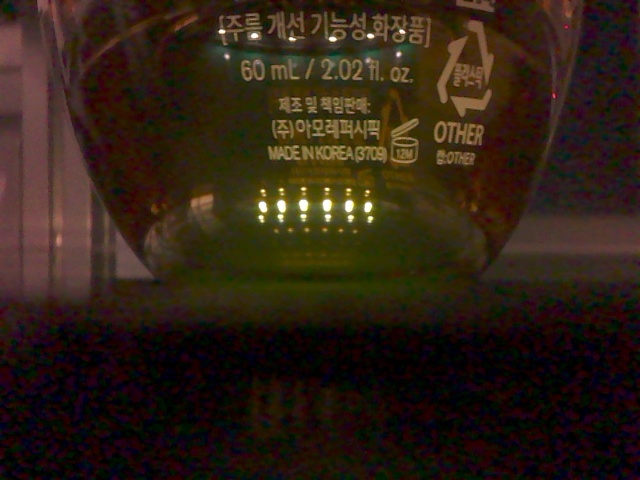 [주름 개선 기능성 화장품]
60 mL / 2.02 fl. oz.
제조 및 책임판매:
(주)아모레퍼시픽
MADE IN KOREA (3709)
12M
플라스틱
OTHER
캡:OTHER